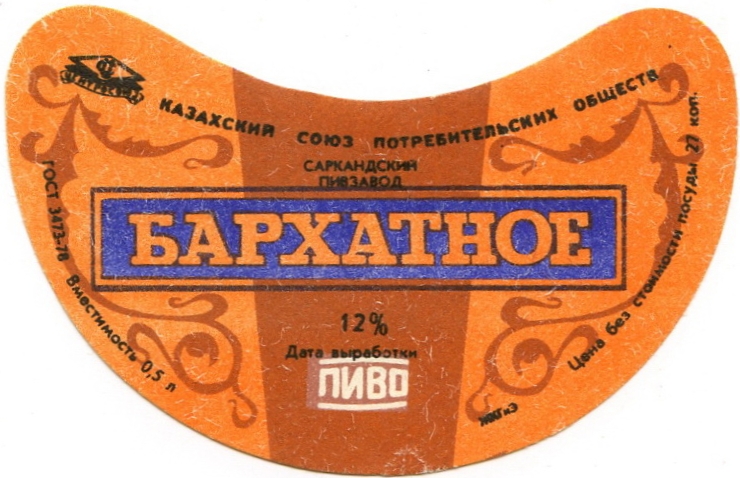 КАЗАХСКИЙ СОЮЗ ПОТРЕБИТЕЛЬСКИХ ОБЩЕСТВ
САРКАНДСКИЙ
ПИВЗАВОД
БАРХАТНОЕ
12%
Дата выработки
ПИВО
ГОСТ 3473-78 Вместимость 0,5 л
Цена без стоимости посуды 27 коп.